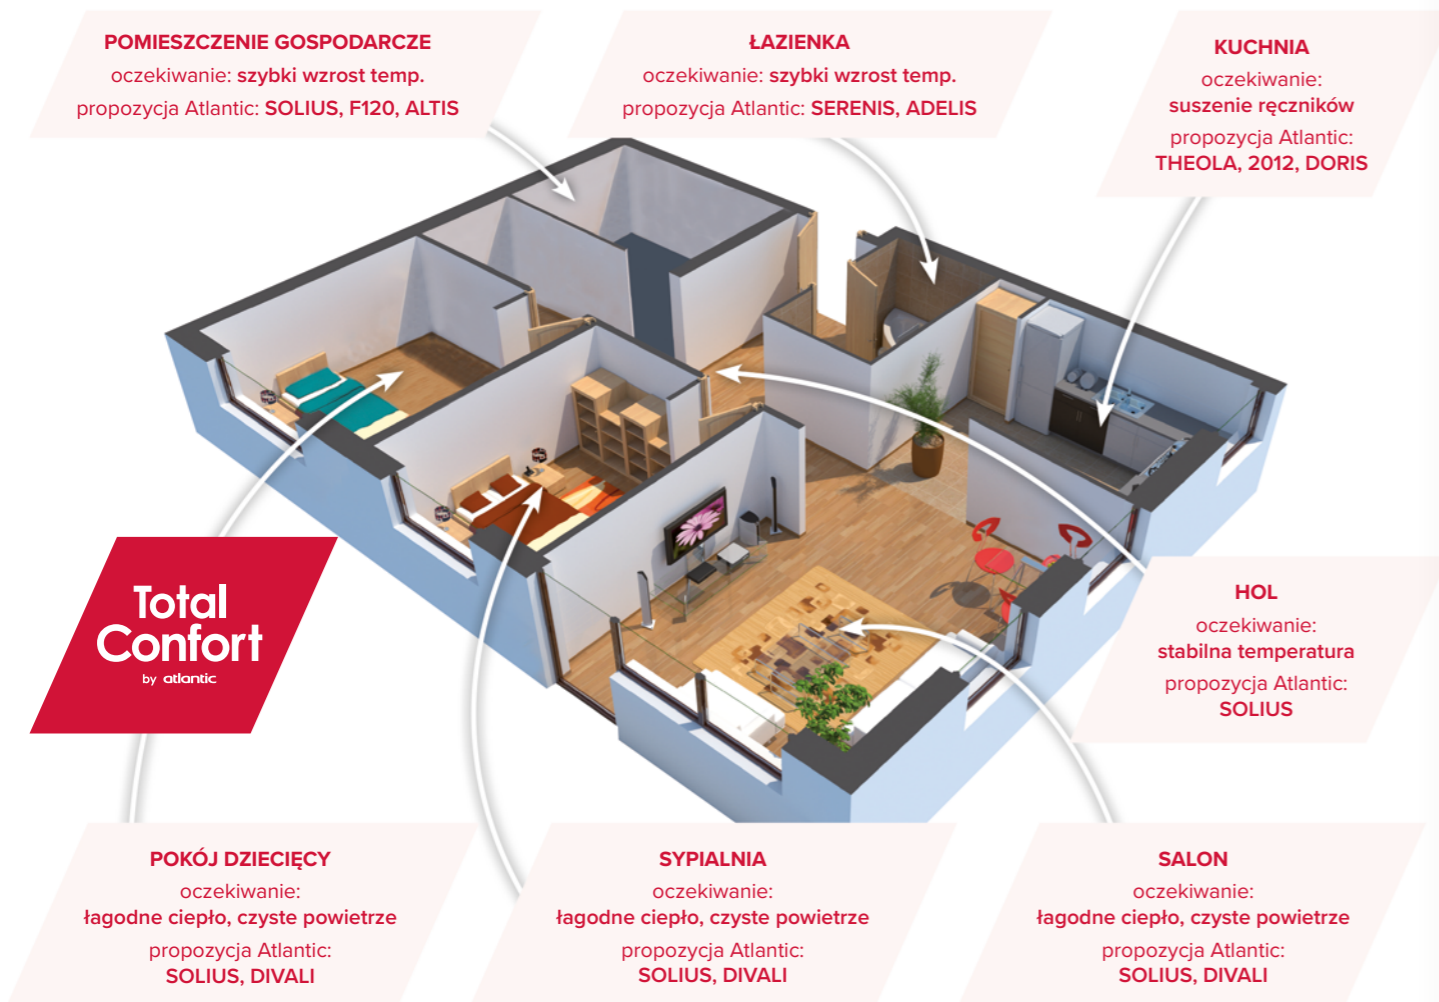 POMIESZCZENIE GOSPODARCZE
oczekiwanie: szybki wzrost temp.
propozycja Atlantic: SOLIUS, F120, ALTIS
ŁAZIENKA
oczekiwanie: szybki wzrost temp.
propozycja Atlantic: SERENIS, ADELIS
KUCHNIA
oczekiwanie:
suszenie ręczników
propozycja Atlantic:
THEOLA, 2012, DORIS
Total
Confort
by atlantic
HOL
oczekiwanie:
stabilna temperatura
propozycja Atlantic:
SOLIUS
POKÓJ DZIECIĘCY
oczekiwanie:
łagodne ciepło, czyste powietrze
propozycja Atlantic:
SOLIUS, DIVALI
SYPIALNIA
oczekiwanie:
łagodne ciepło, czyste powietrze
propozycja Atlantic:
SOLIUS, DIVALI
SALON
oczekiwanie:
łagodne ciepło, czyste powietrze
propozycja Atlantic:
SOLIUS, DIVALI